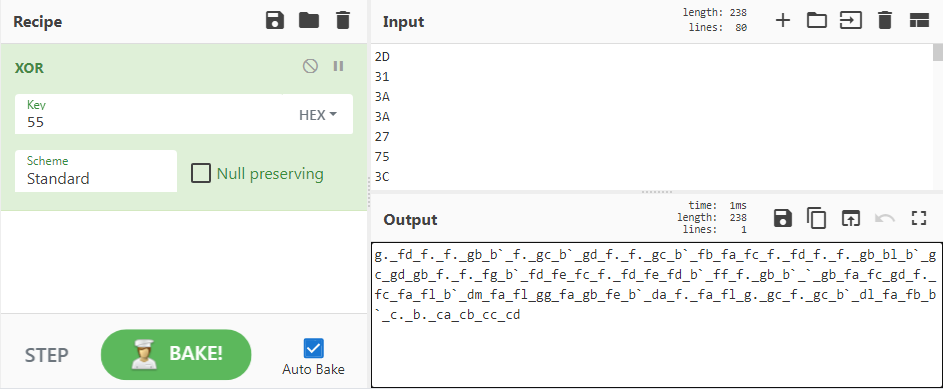 Recipe
XOR
Key
55
HEX
Scheme
Standard
Null preserving
STEP
BAKE!
Auto Bake
Input
length: 238
lines: 80
2D
31
3A
3A
27
75
3C
Output
time: 1ms
length: 238
lines: 1
g._fd_f._f._gb_b`_f._gc_b`_gd_f._f._gc_b`_fb_fa_fc_f._fd_f._f._gb_bl_b`_g
c_gd_gb_f._f._fg_b`_fd_fe_fc_f._fd_fe_fd_b`_ff_f._gb_b`_`_gb_fa_fc_gd_f._
fc_fa_fl_b`_dm_fa_fl_gg_fa_gb_fe_b`_da_f._fa_fl_g._gc_f._gc_b`_dl_fa_fb_b
`_c._b._ca_cb_cc_cd